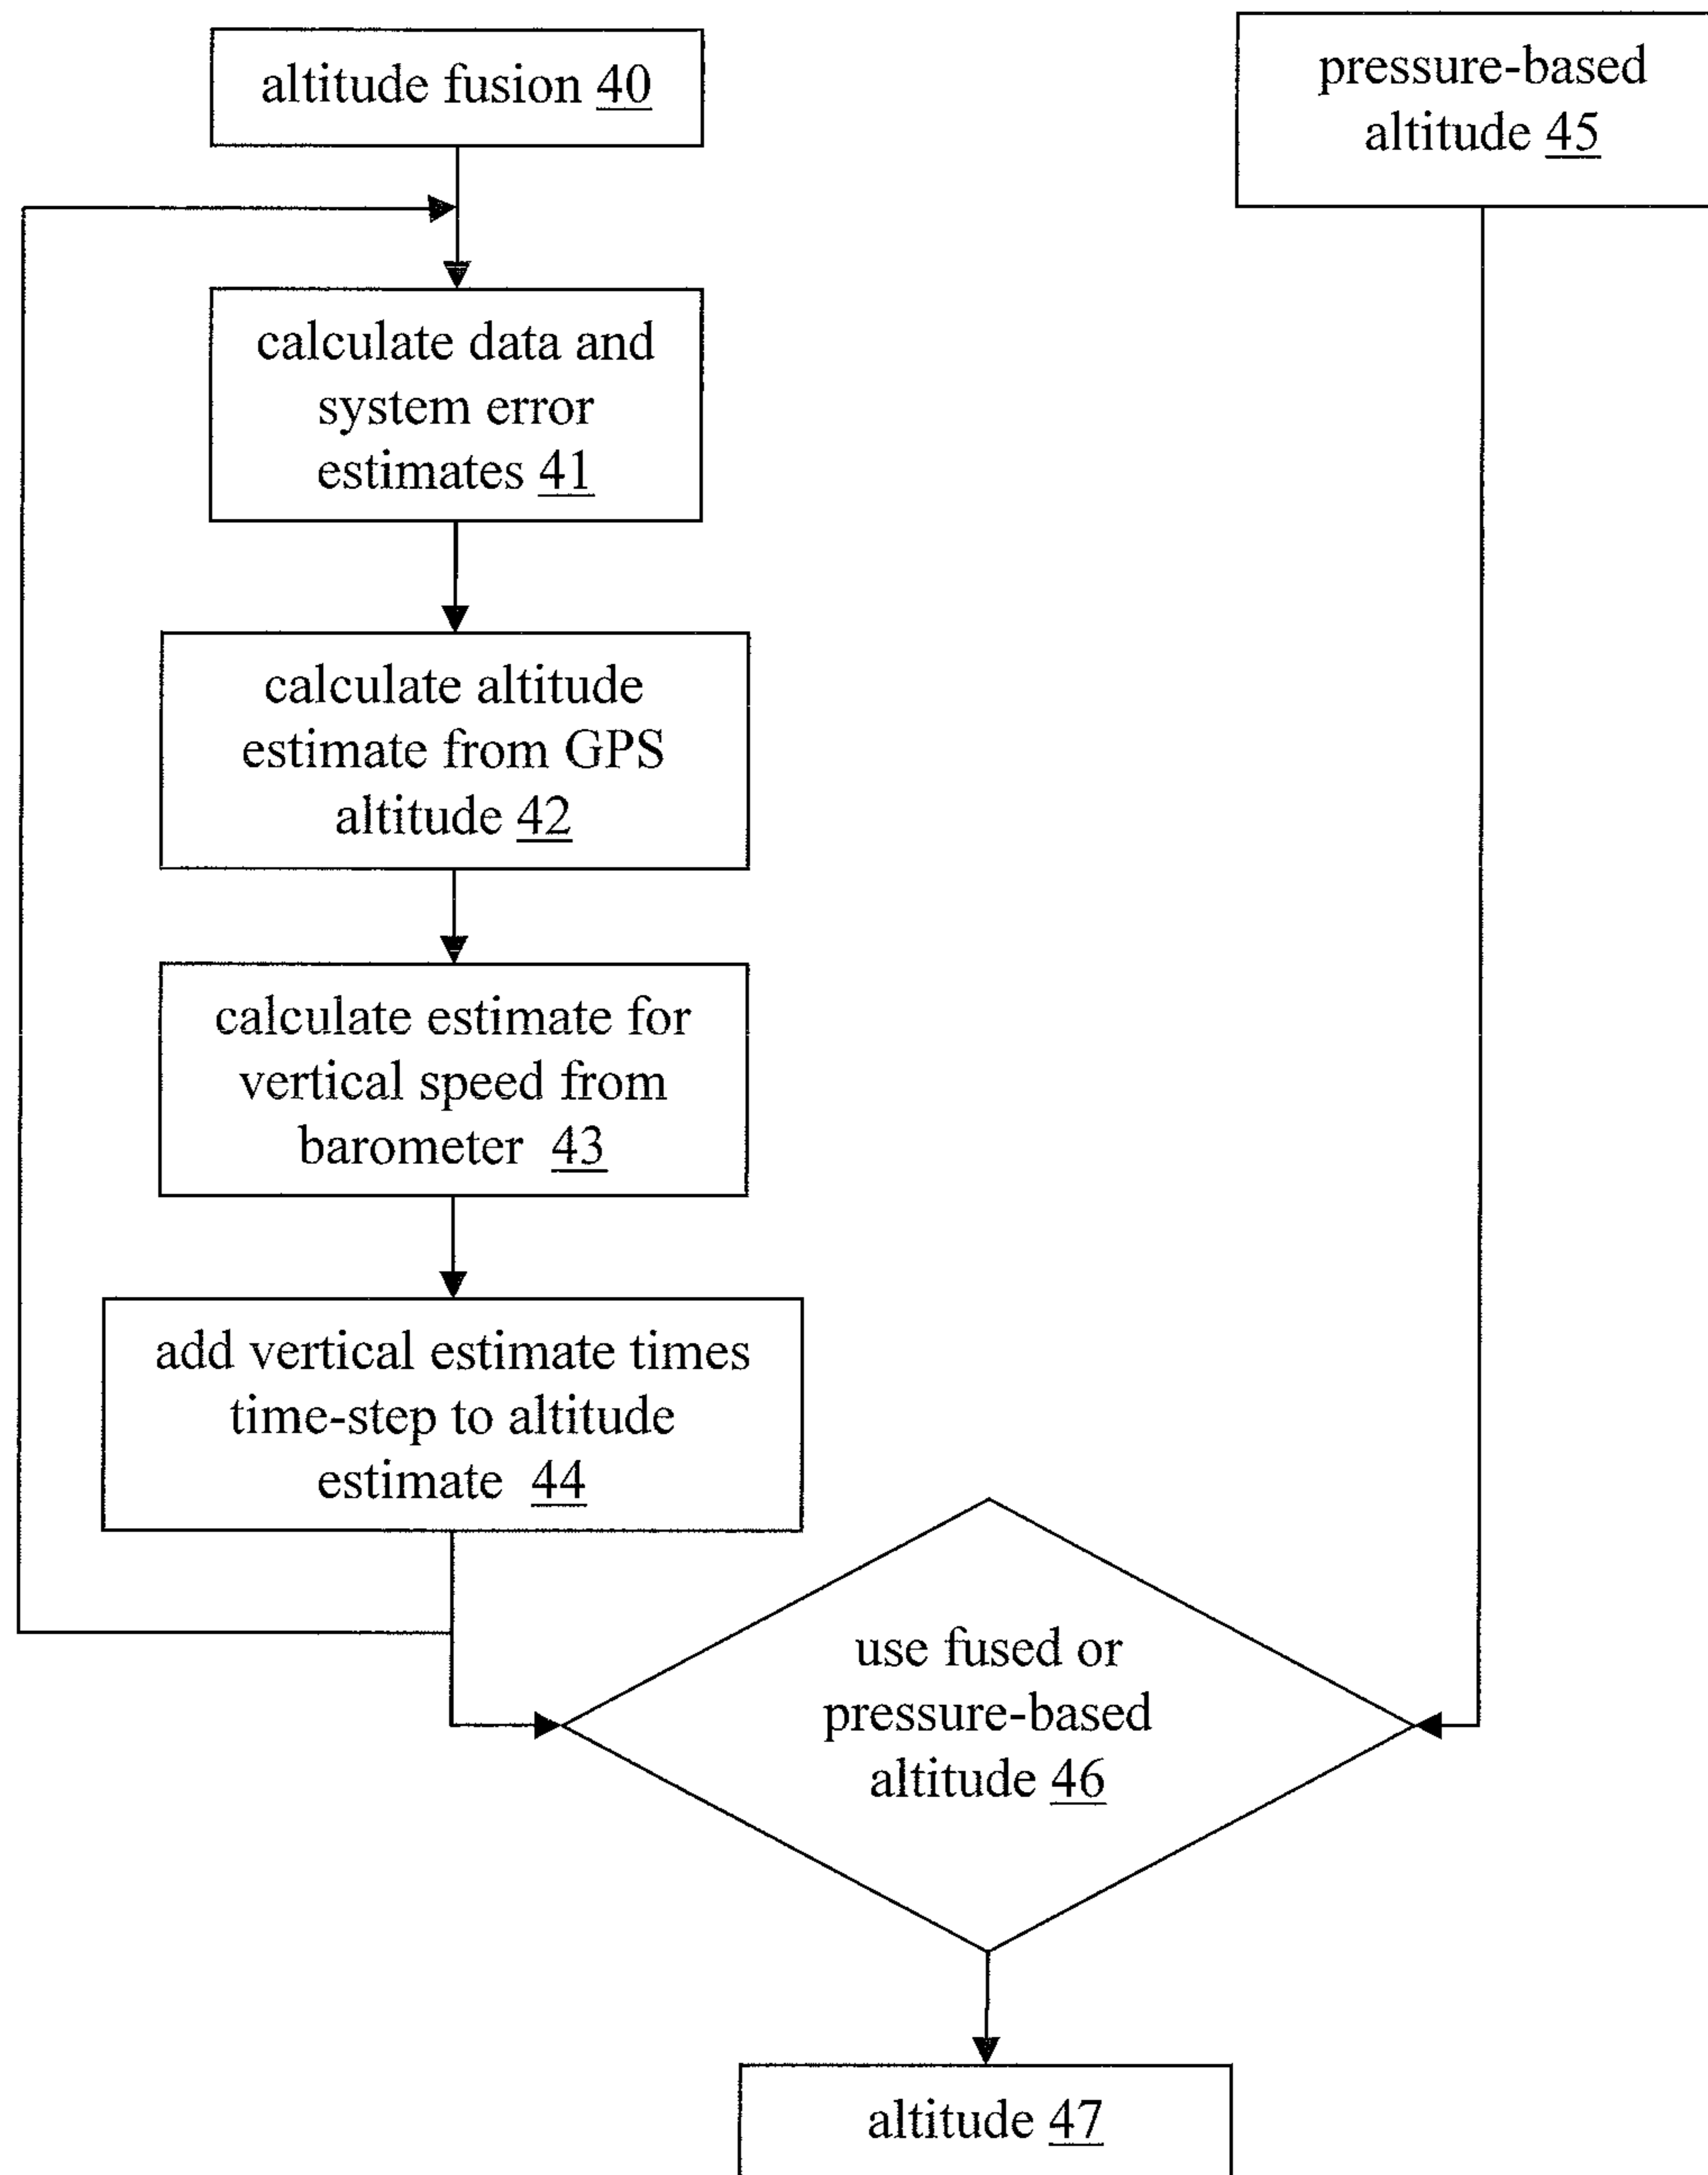 altitude fusion 40
pressure-based
altitude 45
calculate data and
system error
estimates 41
calculate altitude
estimate from GPS
altitude 42
calculate estimate for
vertical speed from
barometer 43
add vertical estimate times
time-step to altitude
estimate 44
use fused or
pressure-based
altitude 46
altitude 47